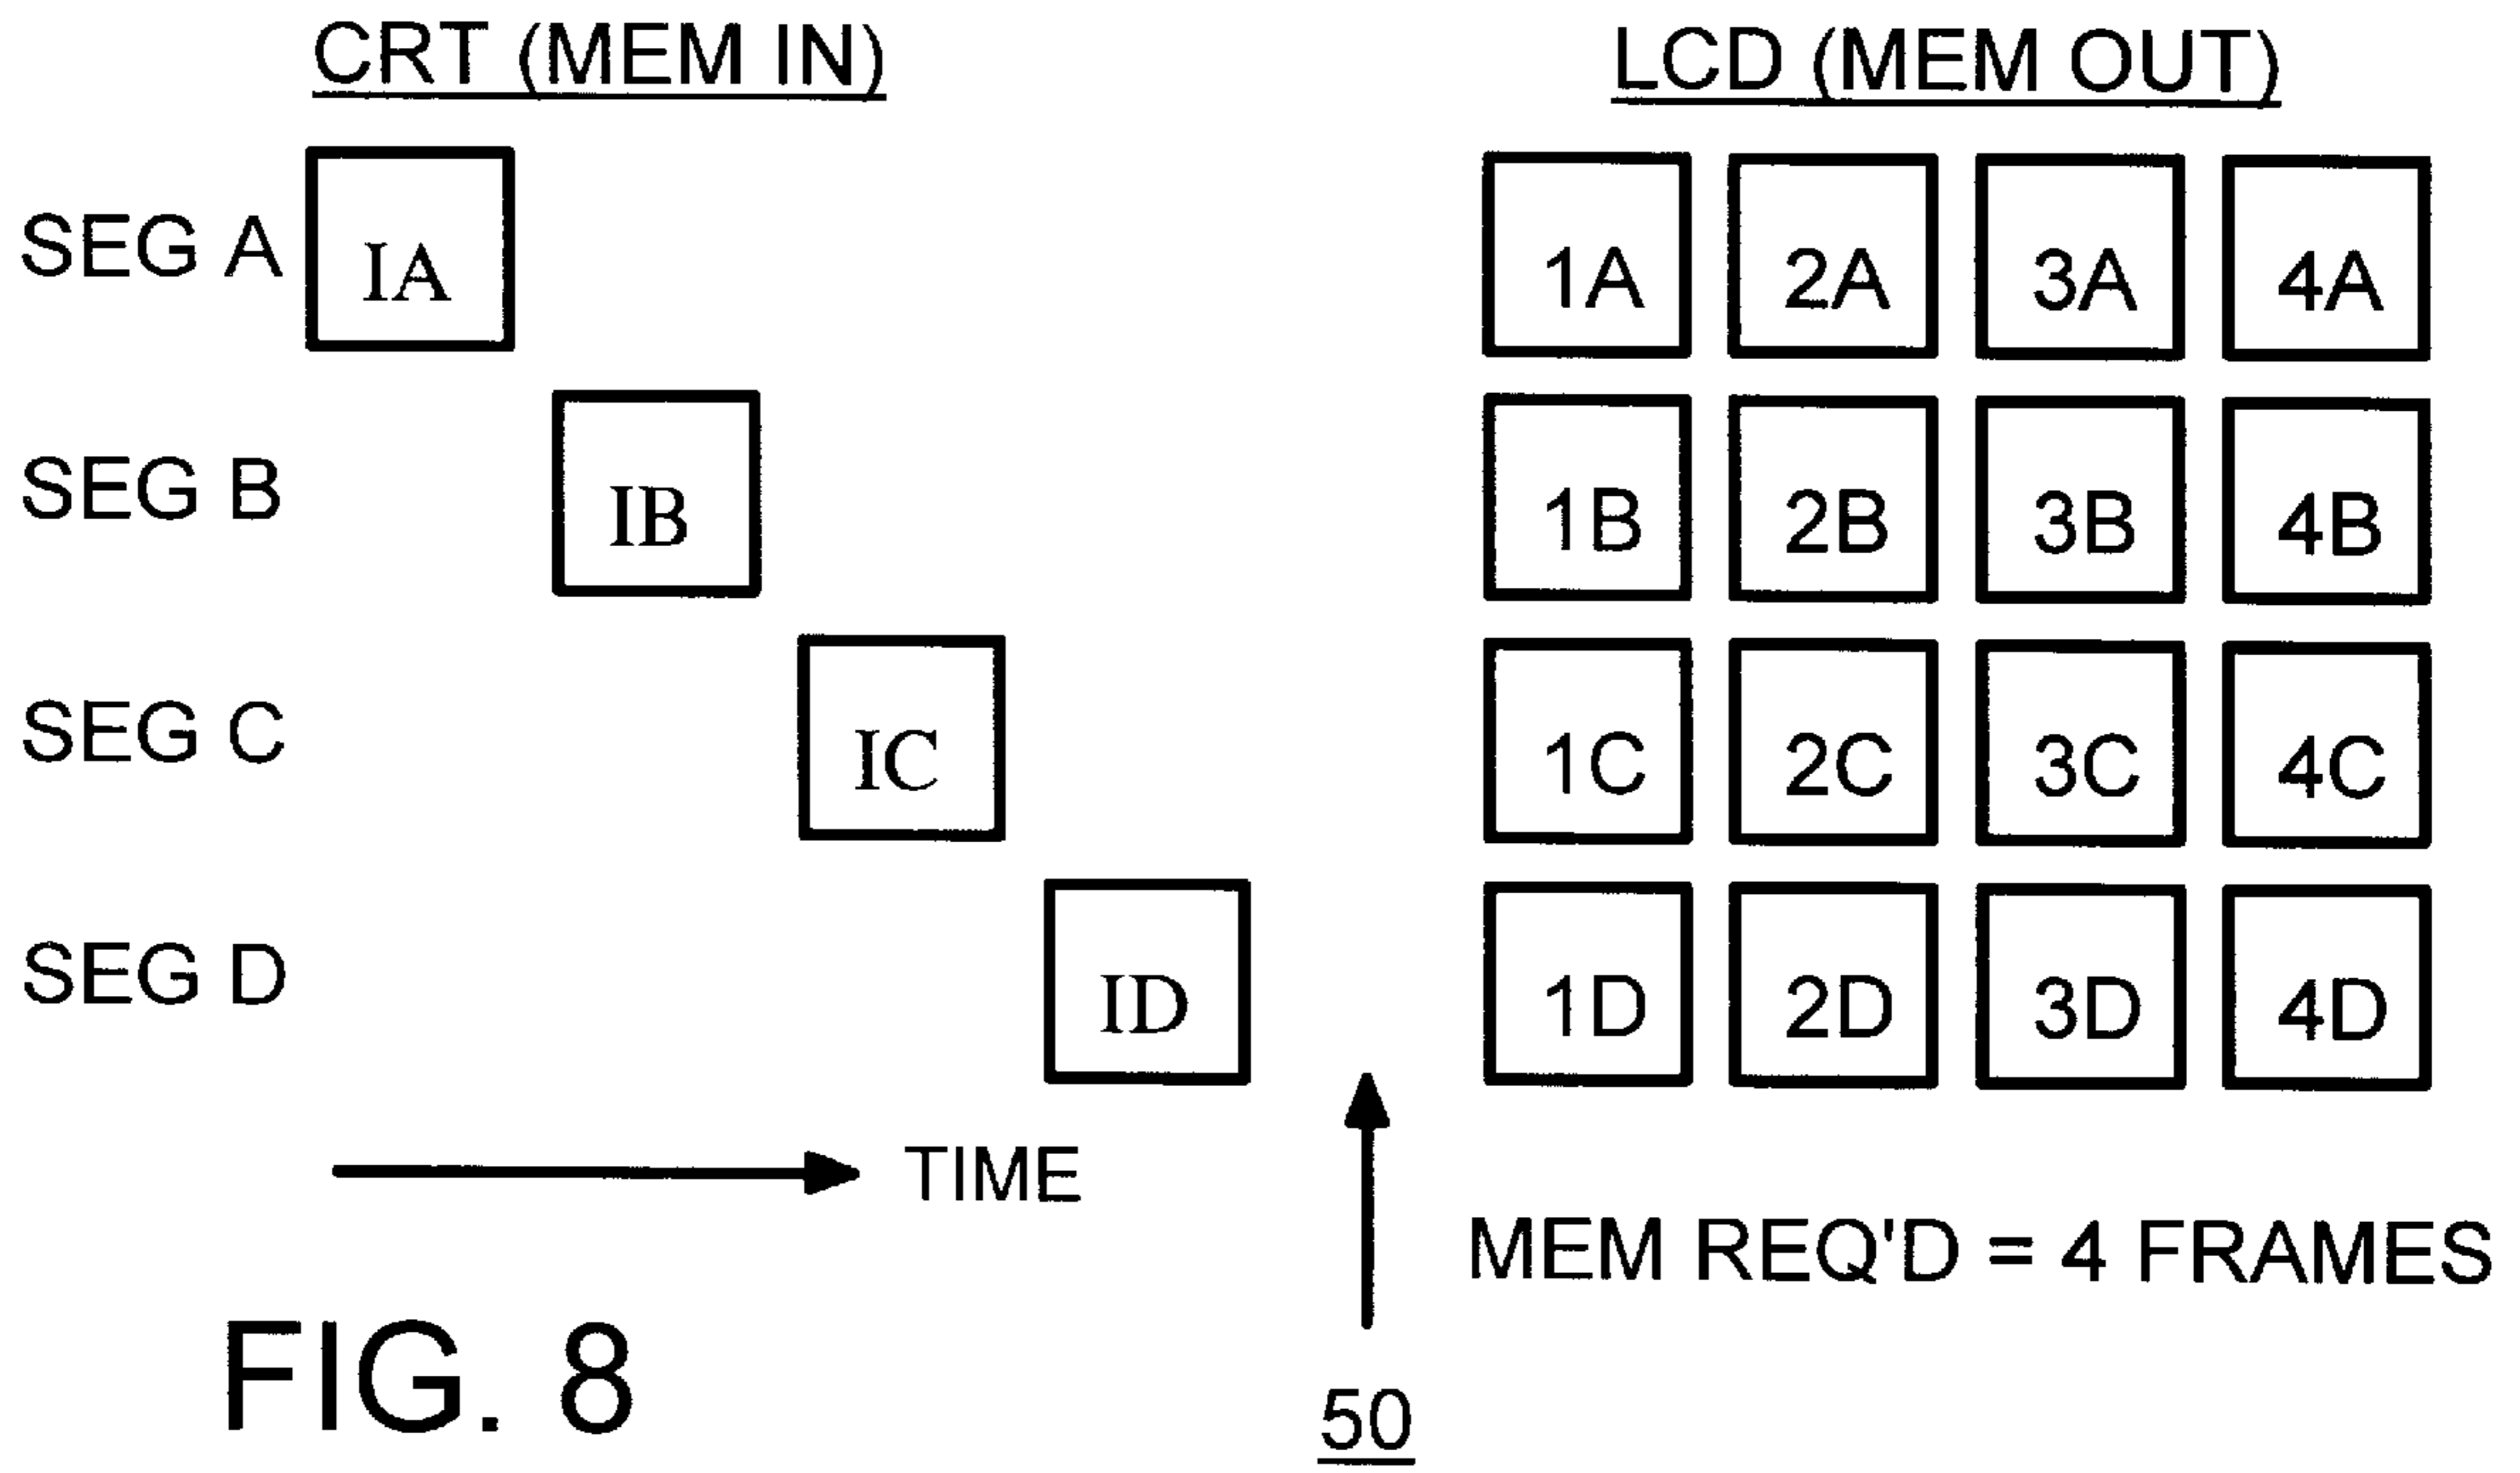 CRT (MEM IN) LCD (MEM OUT)
SEG A IA 1A 2A 3A 4A
SEG B IB 1B 2B 3B 4B
SEG C IC 1C 2C 3C 4C
SEG D ID 1D 2D 3D 4D
TIME
MEM REQ'D = 4 FRAMES
FIG. 8
50